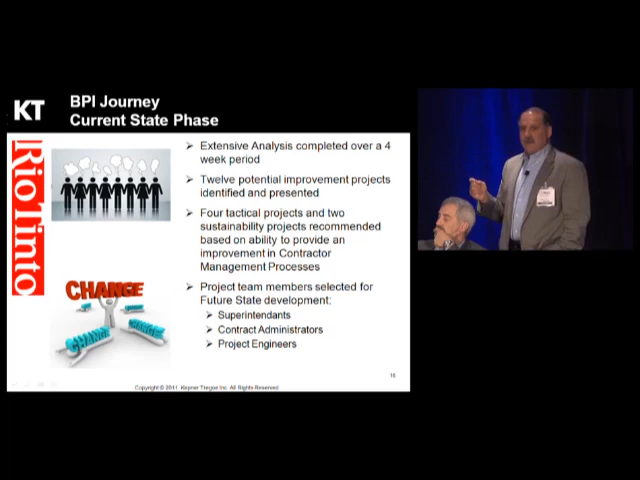 KT
BPI Journey
Current State Phase
Rio Tinto
Extensive Analysis completed over a 4
week period
Twelve potential improvement projects
identified and presented
Four tactical projects and two
sustainability projects recommended
based on ability to provide an
improvement in Contractor
Management Processes
Project team members selected for
Future State development:
Superintendants
Contract Administrators
Project Engineers
CHANGE
CHANGE
CHANGE
16
Copyright © 2011 Kepner Tregoe Inc. All Rights Reserved